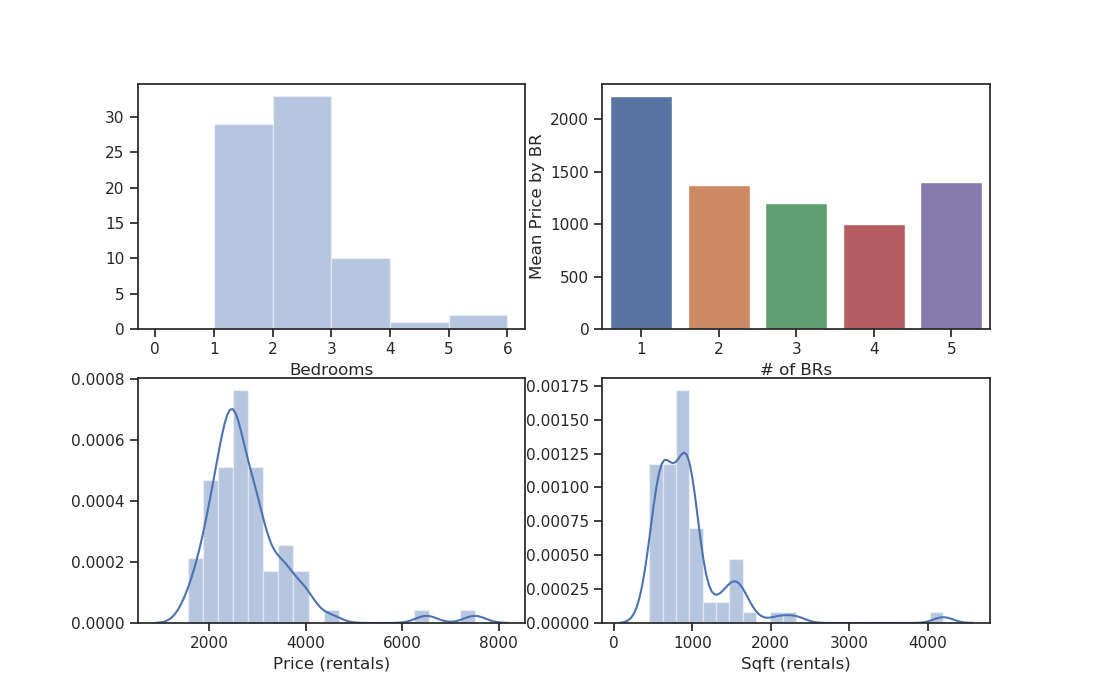 30
25
20
15
10
5
0
0 1 2 3 4 5 6
Bedrooms
Mean Price by BR
2000
1500
1000
500
0
1 2 3 4 5
# of BRs
0.0008
0.0006
0.0004
0.0002
0.0000
2000 4000 6000 8000
Price (rentals)
0.00175
0.00150
0.00125
0.00100
0.00075
0.00050
0.00025
0.00000
0 1000 2000 3000 4000
Sqft (rentals)